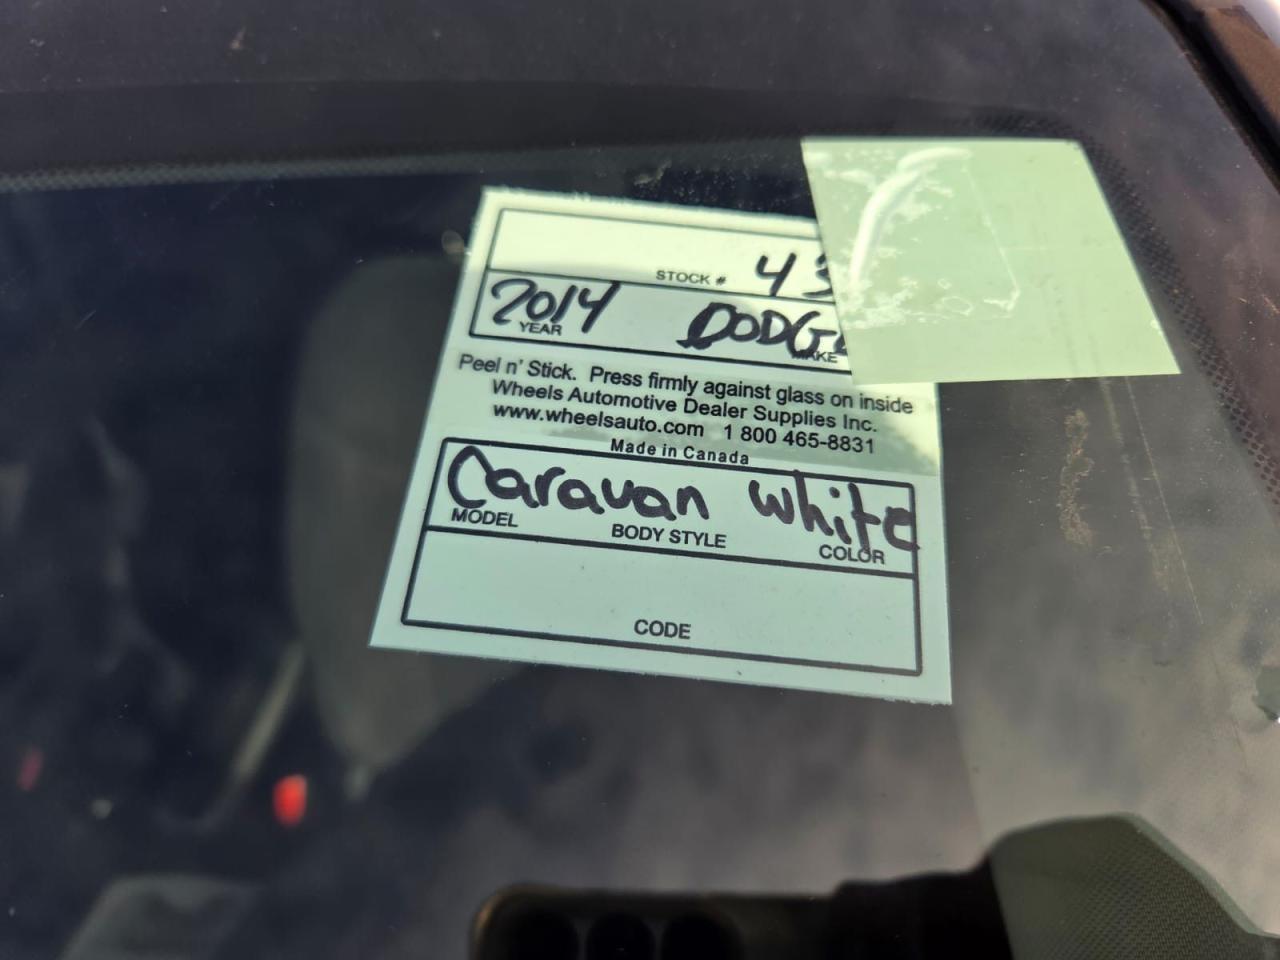 STOCK # 43
2014 DODGE
YEAR MAKE
Peel n' Stick. Press firmly against glass on inside
Wheels Automotive Dealer Supplies Inc.
www.wheelsauto.com 1 800 465-8831
Made in Canada
Caravan white
MODEL BODY STYLE COLOR
CODE